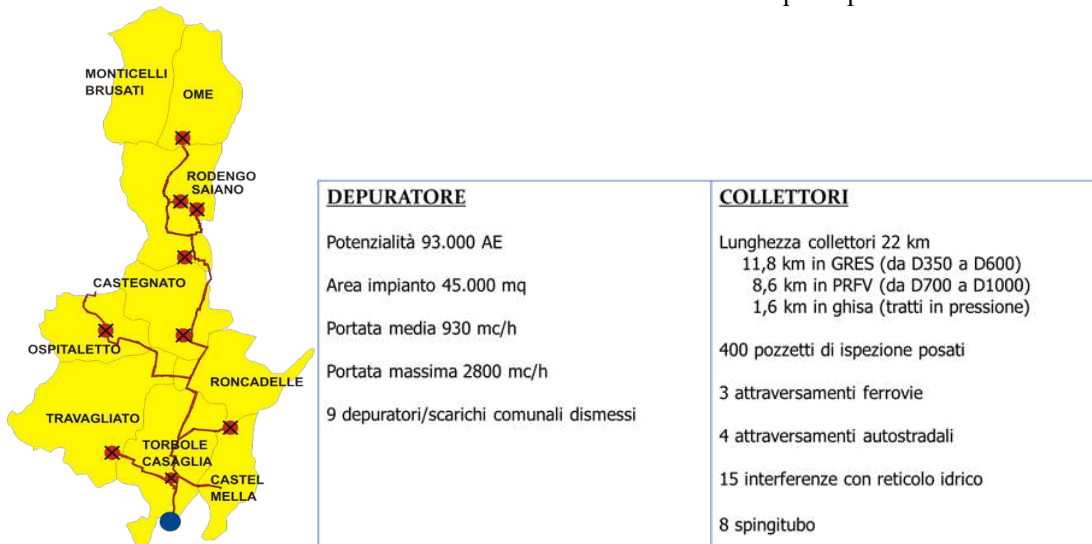 MONTICELLI
BRUSATI
OME
RODENGO
SAIANO
CASTEGNATO
OSPITALETTO
RONCADELLE
TRAVAGLIATO
TORBOLE
CASAGLIA
CASTEL
MELLA
DEPURATORE
Potenzialità 93.000 AE
Area impianto 45.000 mq
Portata media 930 mc/h
Portata massima 2800 mc/h
9 depuratori/scarichi comunali dismessi
COLLETTORI
Lunghezza collettori 22 km
11,8 km in GRES (da D350 a D600)
8,6 km in PRFV (da D700 a D1000)
1,6 km in ghisa (tratti in pressione)
400 pozzetti di ispezione posati
3 attraversamenti ferrovie
4 attraversamenti autostradali
15 interferenze con reticolo idrico
8 spingitubo